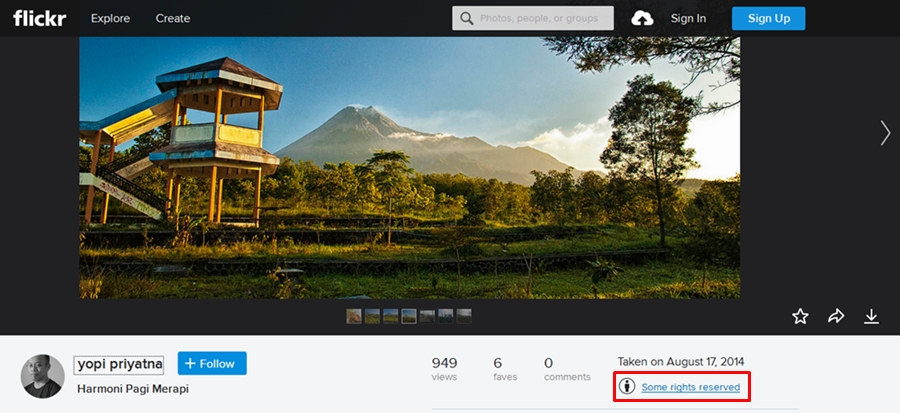 flickr
Explore
Create
Photos, people, or groups
Sign In
Sign Up
yopi priyatna
+ Follow
Harmoni Pagi Merapi
949
views
6
faves
0
comments
Taken on August 17, 2014
Some rights reserved